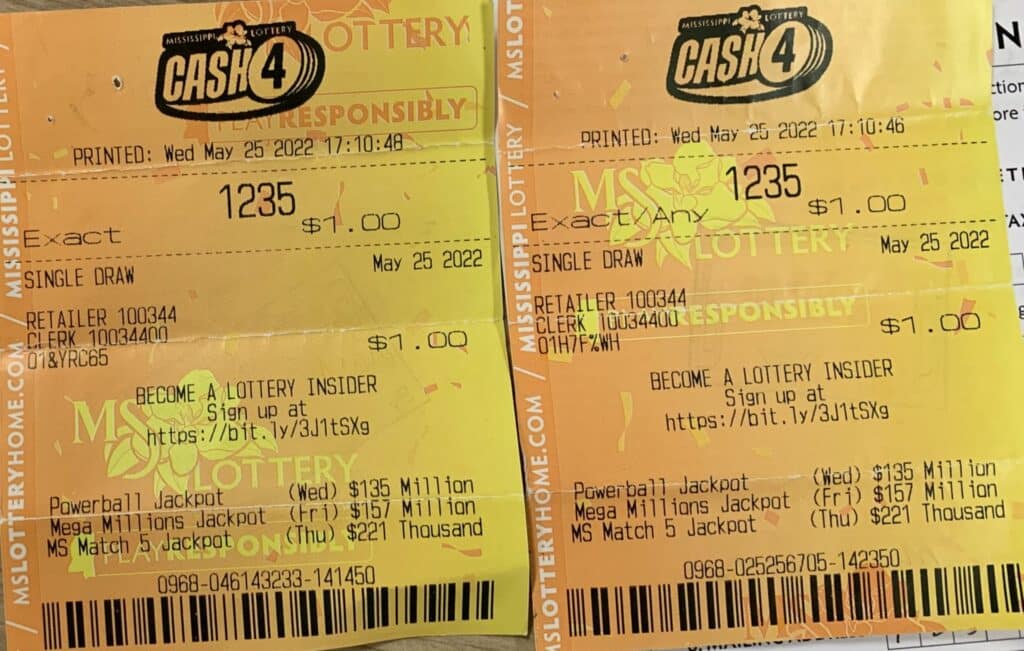 MISSISSIPPI LOTTERY
CASH 4
LOTTERY
PLAY RESPONSIBLY
PRINTED: Wed May 25 2022 17:10:48
1235
Exact $1.00
SINGLE DRAW May 25 2022
RETAILER 100344
CLERK 10034400
01&YRC65 $1.00
BECOME A LOTTERY INSIDER
Sign up at
https://bit.ly/3J1tSXg
MS LOTTERY
Powerball Jackpot (Wed) $135 Million
Mega Millions Jackpot (Fri) $157 Million
MS Match 5 Jackpot (Thu) $221 Thousand
PLAY RESPONSIBLY
0968-046143233-141450
MSLOTTERYHOME.COM / MISSISSIPPI LOTTERY /
MISSISSIPPI LOTTERY
CASH 4
PRINTED: Wed May 25 2022 17:10:46
1235
Exact/Any $1.00
MS LOTTERY
SINGLE DRAW May 25 2022
RETAILER 100344
CLERK 10034400
RESPONSIBLY
01H7F%WH $1.00
BECOME A LOTTERY INSIDER
Sign up at
https://bit.ly/3J1tSXg
Powerball Jackpot (Wed) $135 Million
Mega Millions Jackpot (Fri) $157 Million
MS Match 5 Jackpot (Thu) $221 Thousand
0968-025256705-142350
MSLOTTERYHOME.COM / MISSISSIPPI LOTTERY / MSLOT